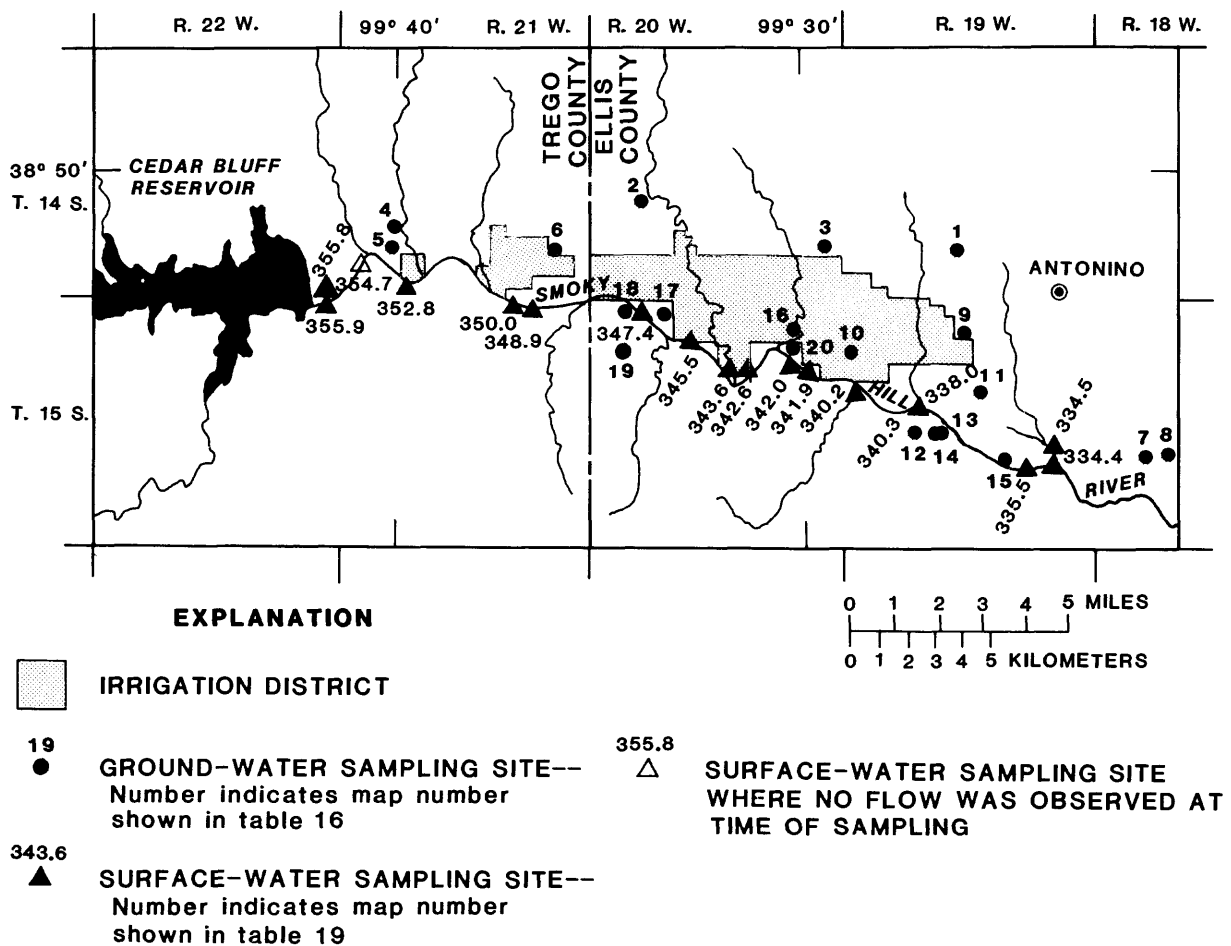 R. 22 W.
99° 40'
R. 21 W.
R. 20 W.
99° 30'
R. 19 W.
R. 18 W.
TREGO COUNTY
ELLIS COUNTY
38° 50'
CEDAR BLUFF
RESERVOIR
T. 14 S.
2
4
5
6
3
1
ANTONINO
355.8
354.7
352.8
355.9
350.0
348.9
SMOKY
18
17
347.4
19
345.5
16
20
10
9
343.6
342.6
342.0
341.9
340.2
HILL
338.0
11
T. 15 S.
340.3
12
14
13
334.5
334.4
15
335.5
7
8
RIVER
0 1 2 3 4 5 MILES
0 1 2 3 4 5 KILOMETERS
EXPLANATION
IRRIGATION DISTRICT
19
GROUND-WATER SAMPLING SITE--
Number indicates map number
shown in table 16
343.6
SURFACE-WATER SAMPLING SITE--
Number indicates map number
shown in table 19
355.8
SURFACE-WATER SAMPLING SITE
WHERE NO FLOW WAS OBSERVED AT
TIME OF SAMPLING